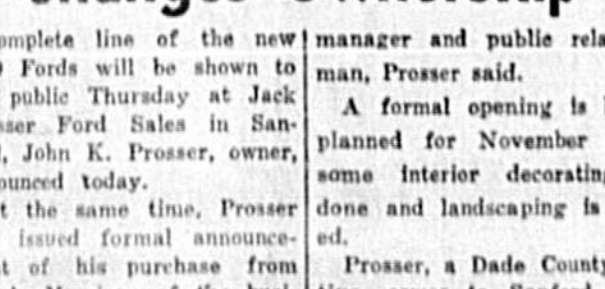 omplete line of the new
Fords will be shown to
public Thursday at Jack
sser Ford Sales in San-
, John K. Prosser, owner,
ounced today.
t the same time, Prosser
issued formal announce-
t of his purchase from
manager and public rela
man, Prosser said.
A formal opening is
planned for November
some interior decorating
done and landscaping is
ed.
Prosser, a Dade County